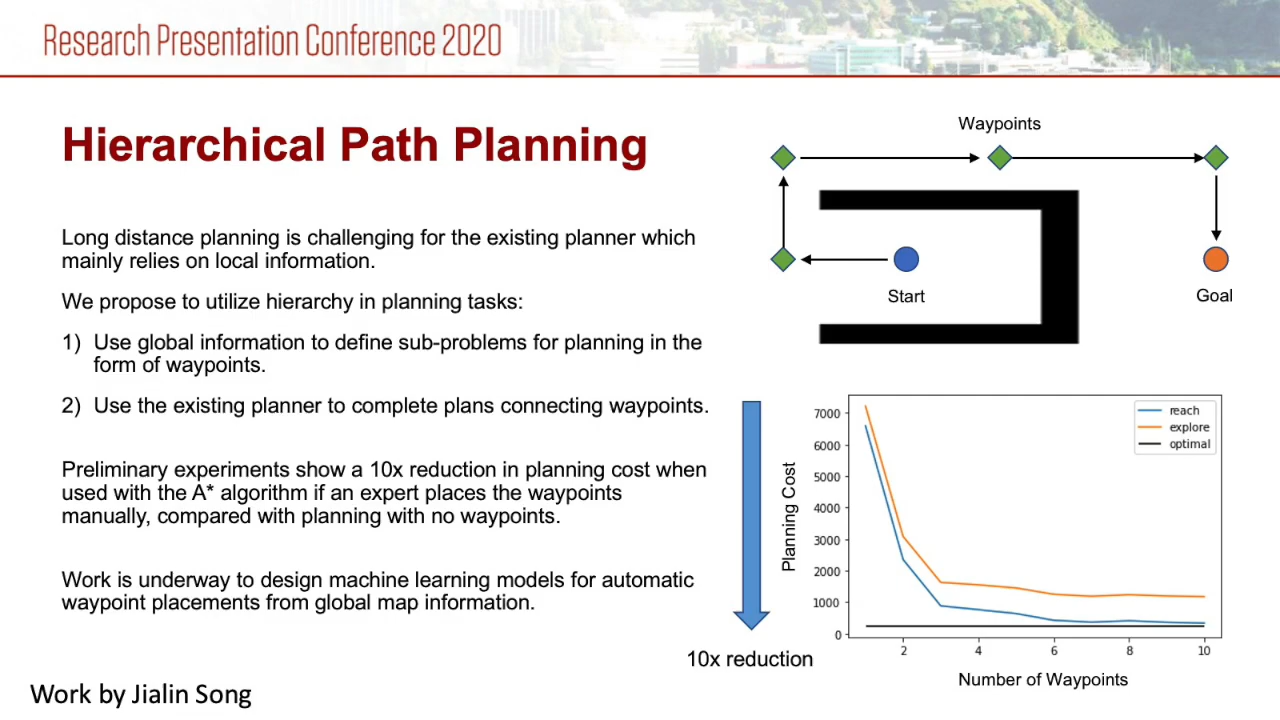 Research Presentation Conference 2020
Hierarchical Path Planning
Long distance planning is challenging for the existing planner which
mainly relies on local information.
We propose to utilize hierarchy in planning tasks:
1) Use global information to define sub-problems for planning in the
form of waypoints.
2) Use the existing planner to complete plans connecting waypoints.
Preliminary experiments show a 10x reduction in planning cost when
used with the A* algorithm if an expert places the waypoints
manually, compared with planning with no waypoints.
Work is underway to design machine learning models for automatic
waypoint placements from global map information.
Work by Jialin Song
Waypoints
Start
Goal
10x reduction
Planning Cost
7000
6000
5000
4000
3000
2000
1000
0
reach
explore
optimal
2 4 6 8 10
Number of Waypoints